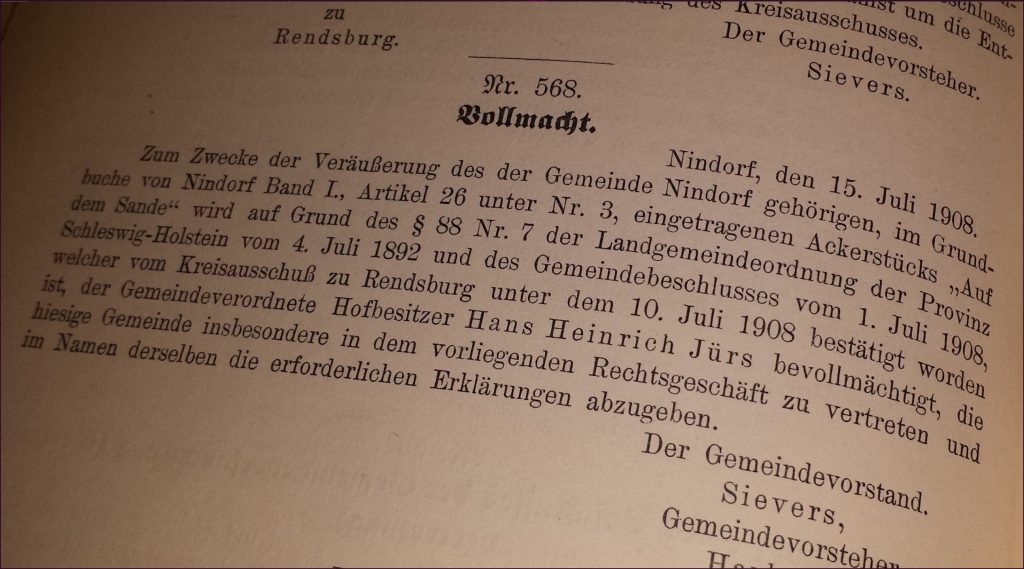 zu
Rendsburg.
um die Ent-
des Kreisausschusses.
Der Gemeindevorsteher.
Sievers.
Nr. 568.
Vollmacht.
Nindorf, den 15. Juli 1908.
Zum Zwecke der Veräußerung des der Gemeinde Nindorf gehörigen, im Grund-
buche von Nindorf Band I., Artikel 26 unter Nr. 3, eingetragenen Ackerstücks „Auf
dem Sande“ wird auf Grund des § 88 Nr. 7 der Landgemeindeordnung der Provinz
Schleswig-Holstein vom 4. Juli 1892 und des Gemeindebeschlusses vom 1. Juli 1908,
welcher vom Kreisausschuß zu Rendsburg unter dem 10. Juli 1908 bestätigt worden
ist, der Gemeindeverordnete Hofbesitzer Hans Heinrich Jürs bevollmächtigt, die
hiesige Gemeinde insbesondere in dem vorliegenden Rechtsgeschäft zu vertreten und
im Namen derselben die erforderlichen Erklärungen abzugeben.
Der Gemeindevorstand.
Sievers,
Gemeindevorsteher